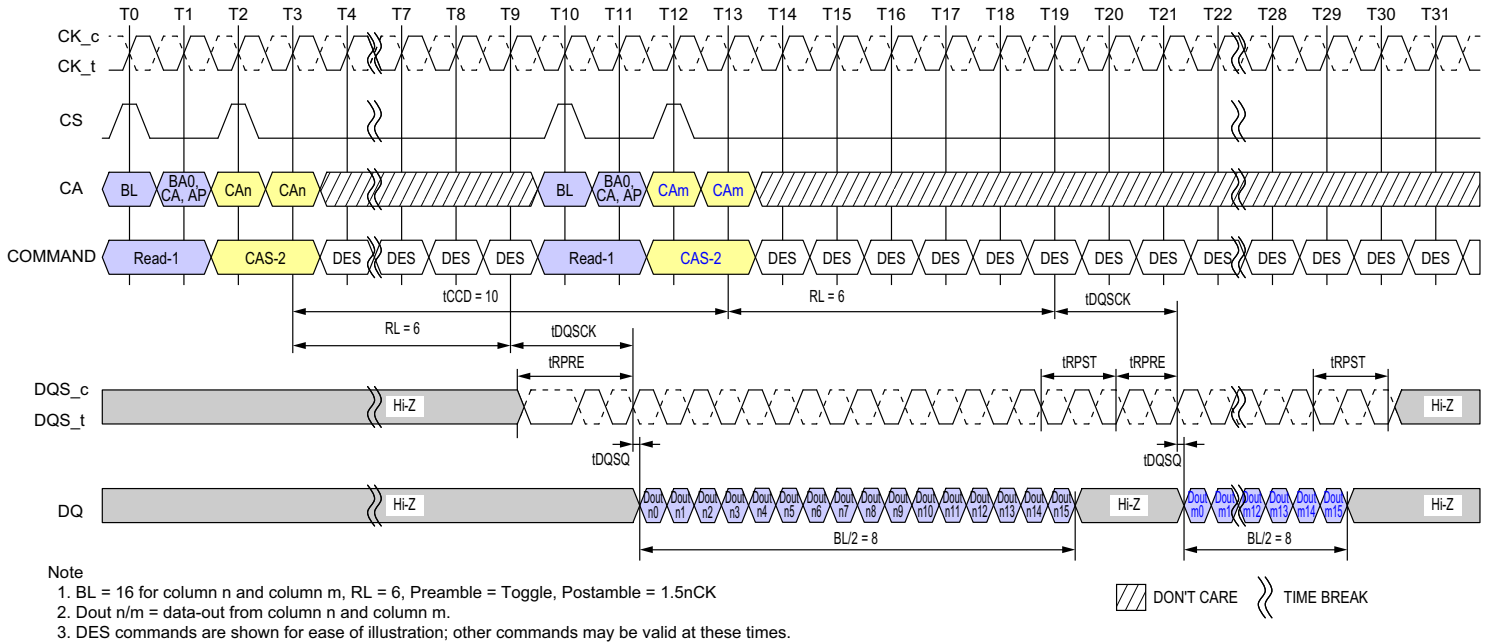 T0 T1 T2 T3 T4 T7 T8 T9 T10 T11 T12 T13 T14 T15 T16 T17 T18 T19 T20 T21 T22 T28 T29 T30 T31
CK_c
CK_t
CS
CA BL BA0, CA, AP CAn CAn BL BA0, CA, AP CAm CAm
COMMAND Read-1 CAS-2 DES DES DES DES Read-1 CAS-2 DES DES DES DES DES DES DES DES DES DES DES DES DES
tCCD = 10 RL = 6 tDQSCK
RL = 6 tDQSCK
tRPRE tRPST tRPRE tRPST
DQS_c
DQS_t
Hi-Z Hi-Z
tDQSQ tDQSQ
DQ Hi-Z Dout n0 Dout n1 Dout n2 Dout n3 Dout n4 Dout n5 Dout n6 Dout n7 Dout n8 Dout n9 Dout n10 Dout n11 Dout n12 Dout n13 Dout n14 Dout n15 Hi-Z Dout m0 Dout m1 Dout m12 Dout m13 Dout m14 Dout m15 Hi-Z
BL/2 = 8 BL/2 = 8
Note
1. BL = 16 for column n and column m, RL = 6, Preamble = Toggle, Postamble = 1.5nCK
2. Dout n/m = data-out from column n and column m.
3. DES commands are shown for ease of illustration; other commands may be valid at these times.
DON'T CARE TIME BREAK